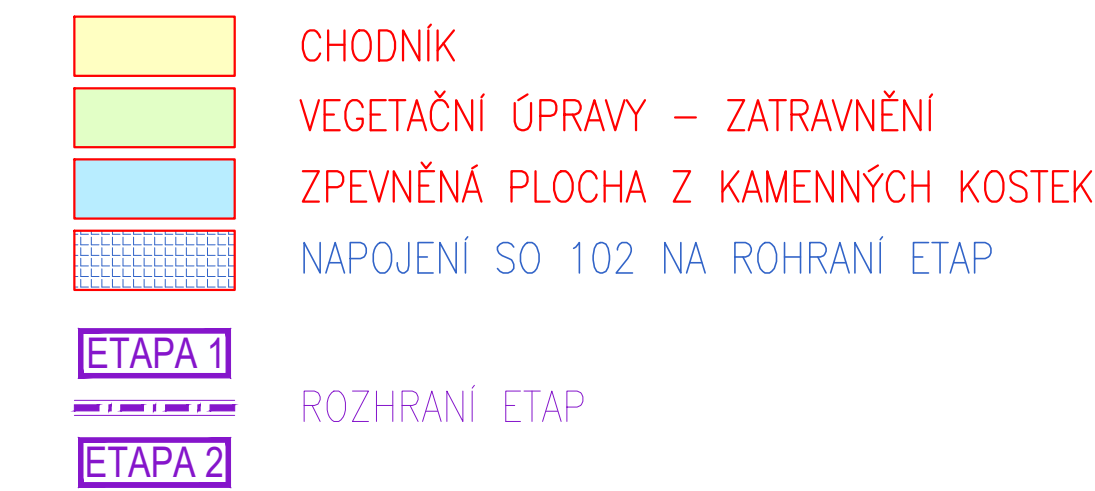 CHODNÍK
VEGETAČNÍ ÚPRAVY – ZATRAVNĚNÍ
ZPEVNĚNÁ PLOCHA Z KAMENNÝCH KOSTEK
NAPOJENÍ SO 102 NA ROHRANÍ ETAP
ETAPA 1
ROZHRANÍ ETAP
ETAPA 2